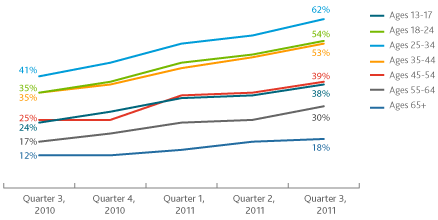 62%
54%
53%
41%
35%
35%
39%
38%
25%
24%
30%
17%
12%
18%
Ages 13-17
Ages 18-24
Ages 25-34
Ages 35-44
Ages 45-54
Ages 55-64
Ages 65+
Quarter 3,
2010
Quarter 4,
2010
Quarter 1,
2011
Quarter 2,
2011
Quarter 3,
2011